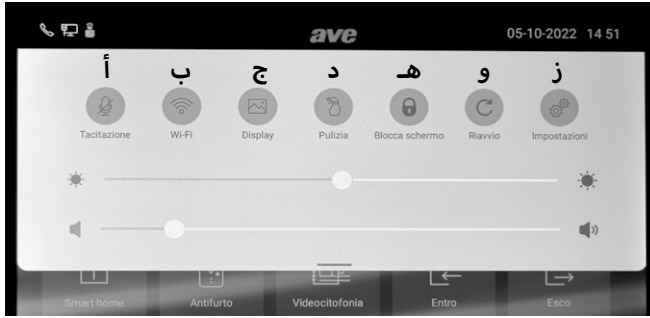 ave 05-10-2022 14 51
أ ب ج د هـ و ز
Tacitazione Wi-Fi Display Pulizia Blocca schermo Riavvio Impostazioni
Smart home Antifurto Videocitofonia Entro Esco